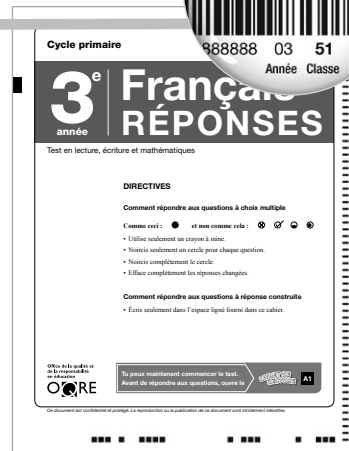 Cycle primaire
888888 03 51
Année Classe
3e Français
année RÉPONSES
Test en lecture, écriture et mathématiques
DIRECTIVES
Comment répondre aux questions à choix multiple
Comme ceci : et non comme cela :
• Utilise seulement un crayon à mine.
• Noircis seulement un cercle pour chaque question.
• Noircis complètement le cercle.
• Efface complètement les réponses changées.
Comment répondre aux questions à réponse construite
• Écris seulement dans l'espace ligné fourni dans ce cahier.
Office de la qualité et
de la responsabilité
en éducation
OQRE
Tu peux maintenant commencer le test.
Avant de répondre aux questions, ouvre le
A1
Ce document est confidentiel et protégé. La reproduction ou la publication de ce document sont strictement interdites.